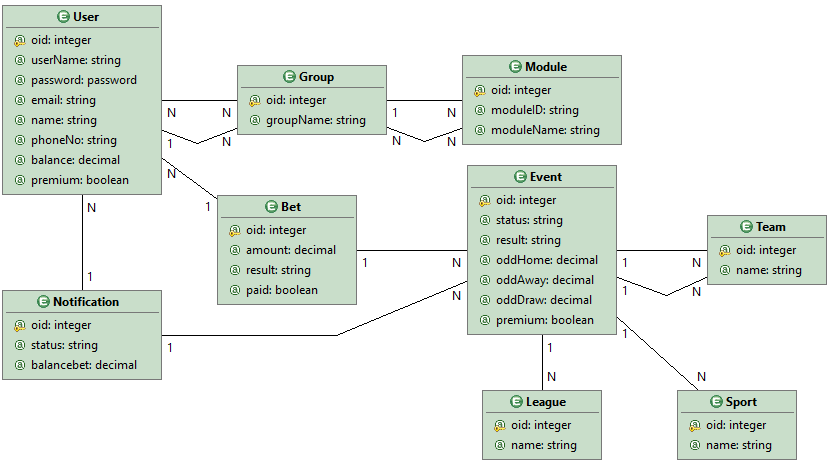 User
oid: integer
userName: string
password: password
email: string
name: string
phoneNo: string
balance: decimal
premium: boolean
N
N
1
N
N
1
N
1
Group
oid: integer
groupName: string
1
N
N
N
Module
oid: integer
moduleID: string
moduleName: string
Bet
oid: integer
amount: decimal
result: string
paid: boolean
1
N
Event
oid: integer
status: string
result: string
oddHome: decimal
oddAway: decimal
oddDraw: decimal
premium: boolean
1
N
1
N
Team
oid: integer
name: string
Notification
oid: integer
status: string
balancebet: decimal
1
N
1
N
1
N
League
oid: integer
name: string
Sport
oid: integer
name: string